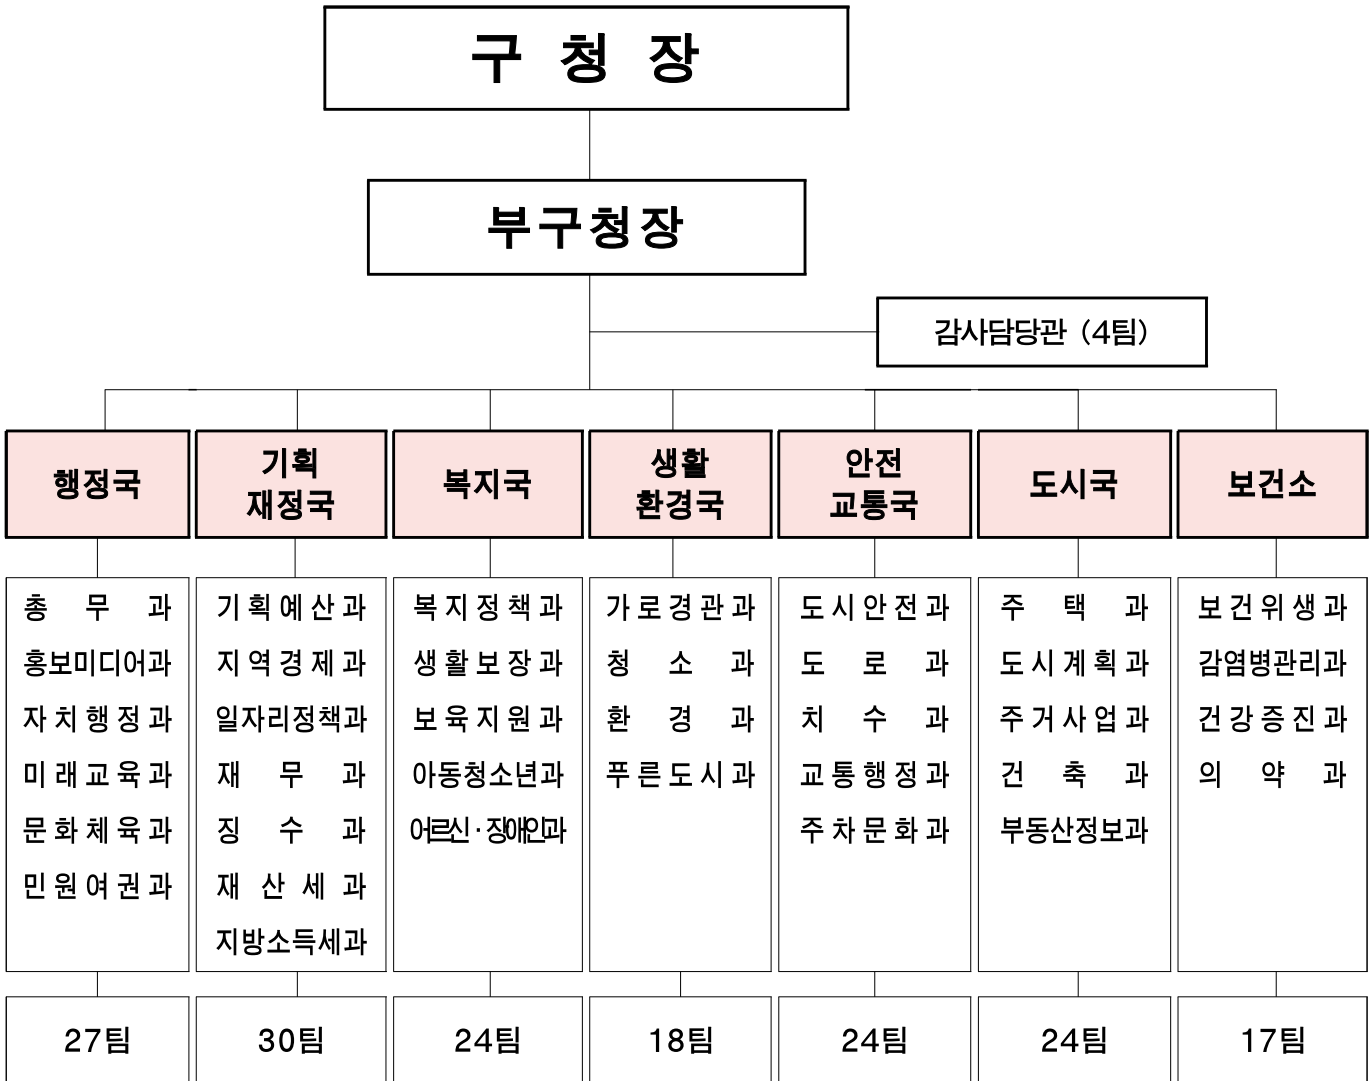 구 청 장
부구청장
감사담당관 (4팀)
행정국
기획
재정국
복지국
생활
환경국
안전
교통국
도시국
보건소
총 무 과
홍보미디어과
자치행정과
미래교육과
문화체육과
민원여권과
기획예산과
지역경제과
일자리정책과
재 무 과
징 수 과
재 산 세 과
지방소득세과
복지정책과
생활보장과
보육지원과
아동청소년과
어르신·장애인과
가로경관과
청 소 과
환 경 과
푸른도시과
도시안전과
도 로 과
치 수 과
교통행정과
주차문화과
주 택 과
도시계획과
주거사업과
건 축 과
부동산정보과
보건위생과
감염병관리과
건강증진과
의 약 과
27팀
30팀
24팀
18팀
24팀
24팀
17팀